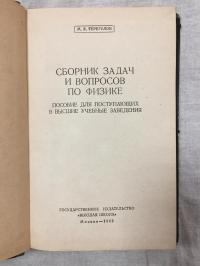 СБОРНИК ЗАДАЧ
И ВОПРОСОВ
ПО ФИЗИКЕ
ПОСОБИЕ ДЛЯ ПОСТУПАЮЩИХ
В ВЫСШИЕ УЧЕБНЫЕ ЗАВЕДЕНИЯ
ГОСУДАРСТВЕННОЕ ИЗДАТЕЛЬСТВО
«ВЫСШАЯ ШКОЛА»
Москва—